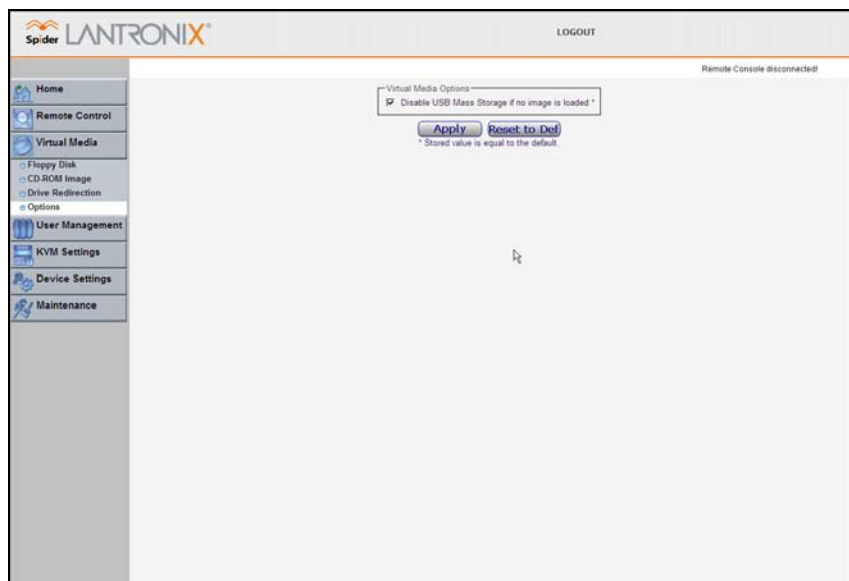 Spider LANTRONIX®
LOGOUT
Remote Console disconnected!
Home
Remote Control
Virtual Media
Floppy Disk
CD-ROM Image
Drive Redirection
Options
User Management
KVM Settings
Device Settings
Maintenance
Virtual Media Options
Disable USB Mass Storage if no image is loaded *
Apply Reset to Def
* Stored value is equal to the default.